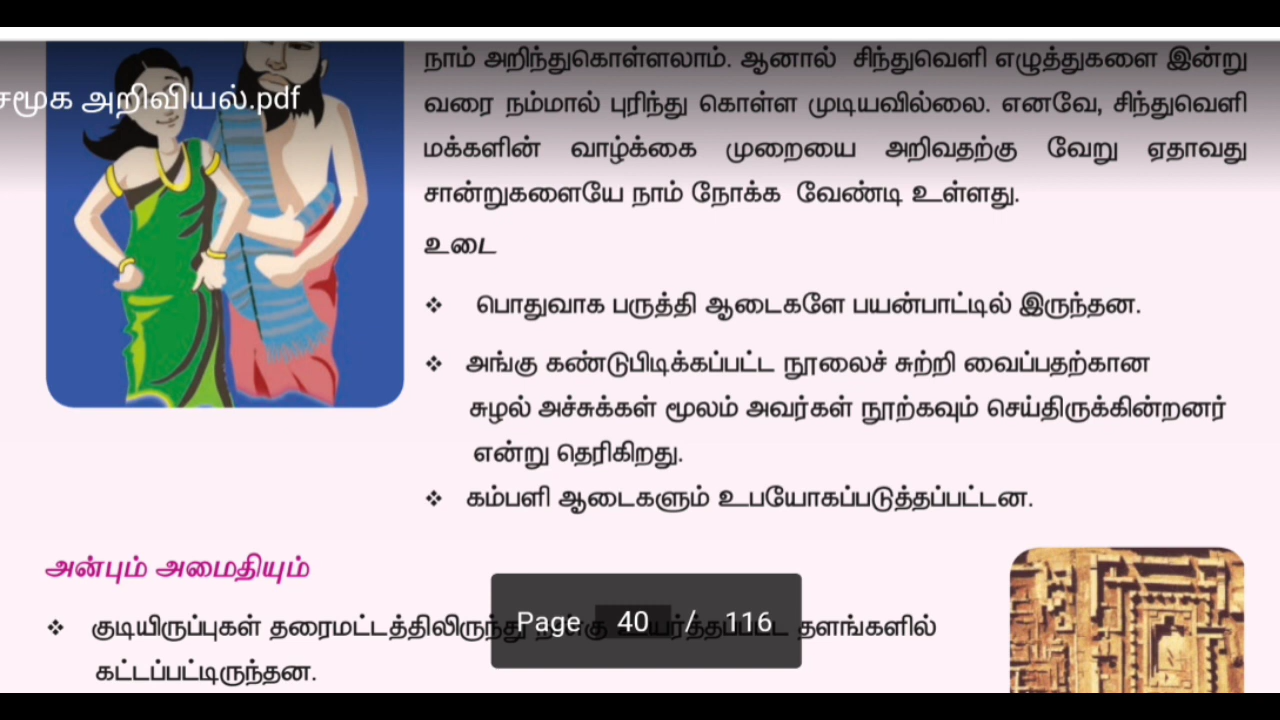 நாம் அறிந்துகொள்ளலாம். ஆனால் சிந்துவெளி எழுத்துகளை இன்று
சமூக அறிவியல்.pdf
வரை நம்மால் புரிந்து கொள்ள முடியவில்லை. எனவே, சிந்துவெளி
மக்களின் வாழ்க்கை முறையை அறிவதற்கு வேறு ஏதாவது
சான்றுகளையே நாம் நோக்க வேண்டி உள்ளது.
உடை
❖ பொதுவாக பருத்தி ஆடைகளே பயன்பாட்டில் இருந்தன.
❖ அங்கு கண்டுபிடிக்கப்பட்ட நூலைச் சுற்றி வைப்பதற்கான
சுழல் அச்சுக்கள் மூலம் அவர்கள் நூற்கவும் செய்திருக்கின்றனர்
என்று தெரிகிறது.
❖ கம்பளி ஆடைகளும் உபயோகப்படுத்தப்பட்டன.
அன்பும் அமைதியும்
❖ குடியிருப்புகள் தரைமட்டத்திலிருந்து தளங்களில்
Page 40 / 116
கட்டப்பட்டிருந்தன.